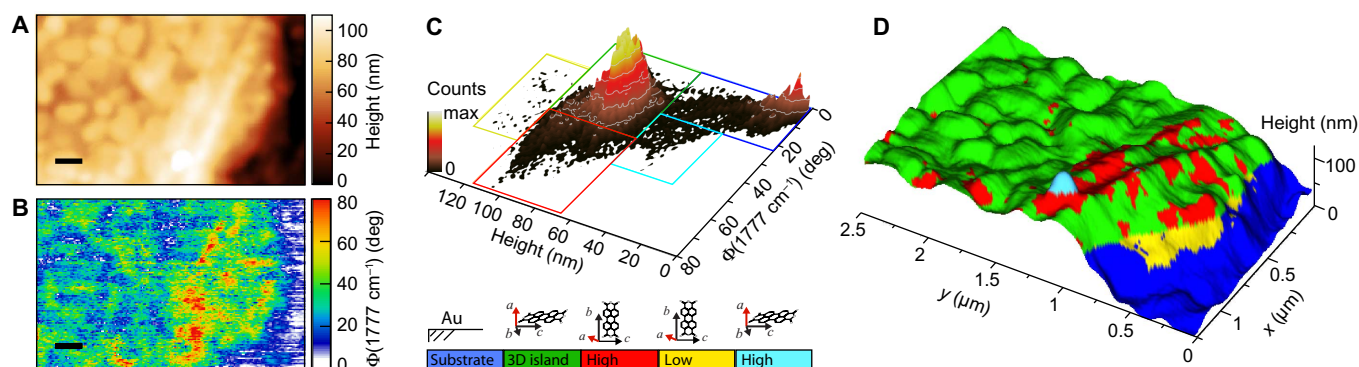 A
100
80
60
40
20
0
Height (nm)
B
80
60
40
20
0
Φ(1777 cm⁻¹) (deg)
C
Counts
max
0
120
100
80
60
40
20
0
Height (nm)
0
20
40
60
80
Φ(1777 cm⁻¹) (deg)
Au
a
b
c
b
a
c
b
a
c
a
b
c
Substrate
3D island
High
Low
High
D
Height (nm)
100
0
2.5
2
1.5
1
0.5
0
y (μm)
0.5
1
x (μm)